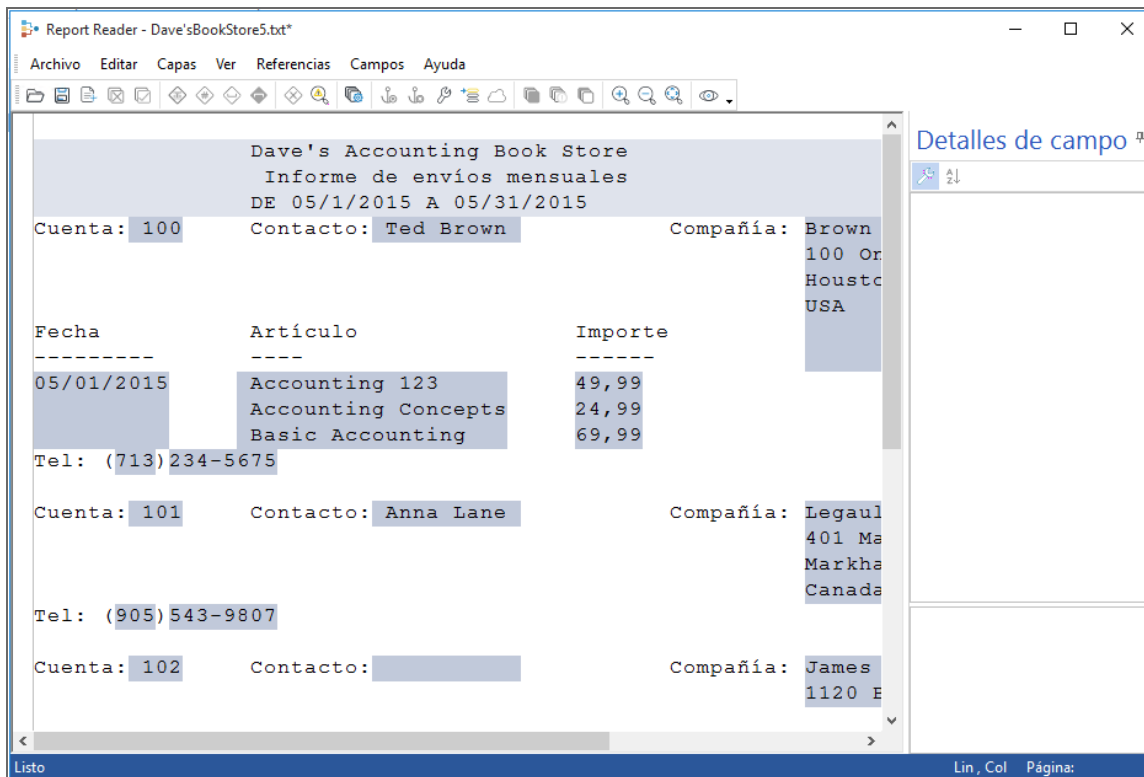 Report Reader - Dave'sBookStore5.txt*
Archivo Editar Capas Ver Referencias Campos Ayuda
Detalles de campo
Dave's Accounting Book Store
Informe de envíos mensuales
DE 05/1/2015 A 05/31/2015
Cuenta: 100 Contacto: Ted Brown Compañía: Brown
100 On
Housto
USA
Fecha Artículo Importe
--------- ---- ------
05/01/2015 Accounting 123 49,99
Accounting Concepts 24,99
Basic Accounting 69,99
Tel: (713)234-5675
Cuenta: 101 Contacto: Anna Lane Compañía: Legaul
401 Ma
Markha
Canada
Tel: (905)543-9807
Cuenta: 102 Contacto: Compañía: James
1120 E
Listo Lin , Col Página: